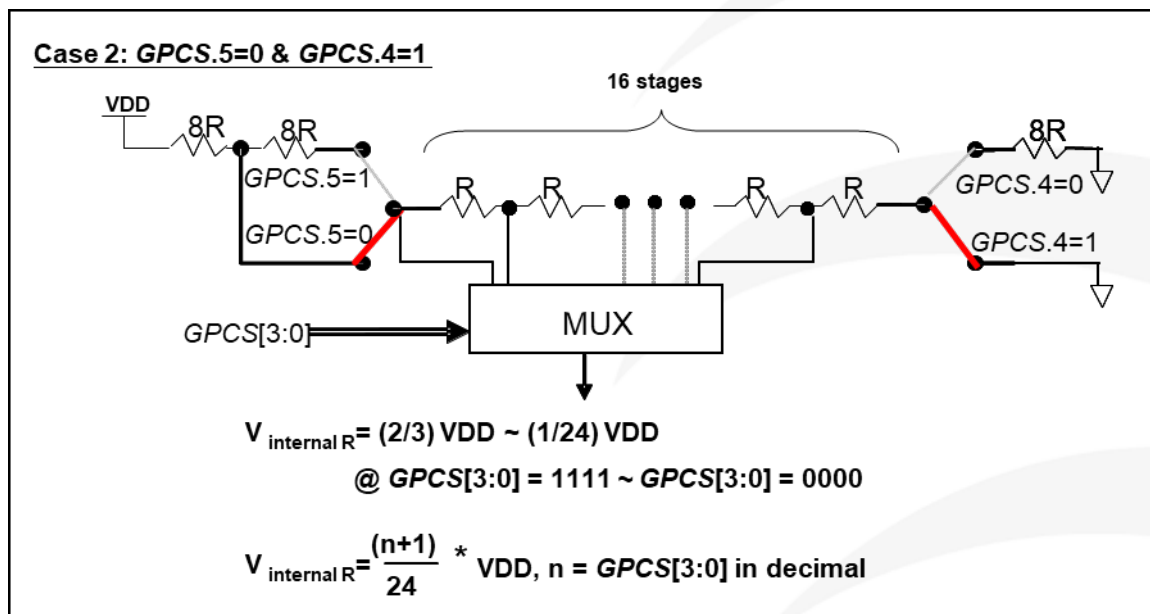 Case 2: GPCS.5=0 & GPCS.4=1
16 stages
VDD
8R
8R
8R
GPCS.5=1
R
R
R
R
GPCS.4=0
GPCS.5=0
GPCS.4=1
MUX
GPCS[3:0]
V internal R= (2/3) VDD ~ (1/24) VDD
@ GPCS[3:0] = 1111 ~ GPCS[3:0] = 0000
V internal R= (n+1)
24 * VDD, n = GPCS[3:0] in decimal